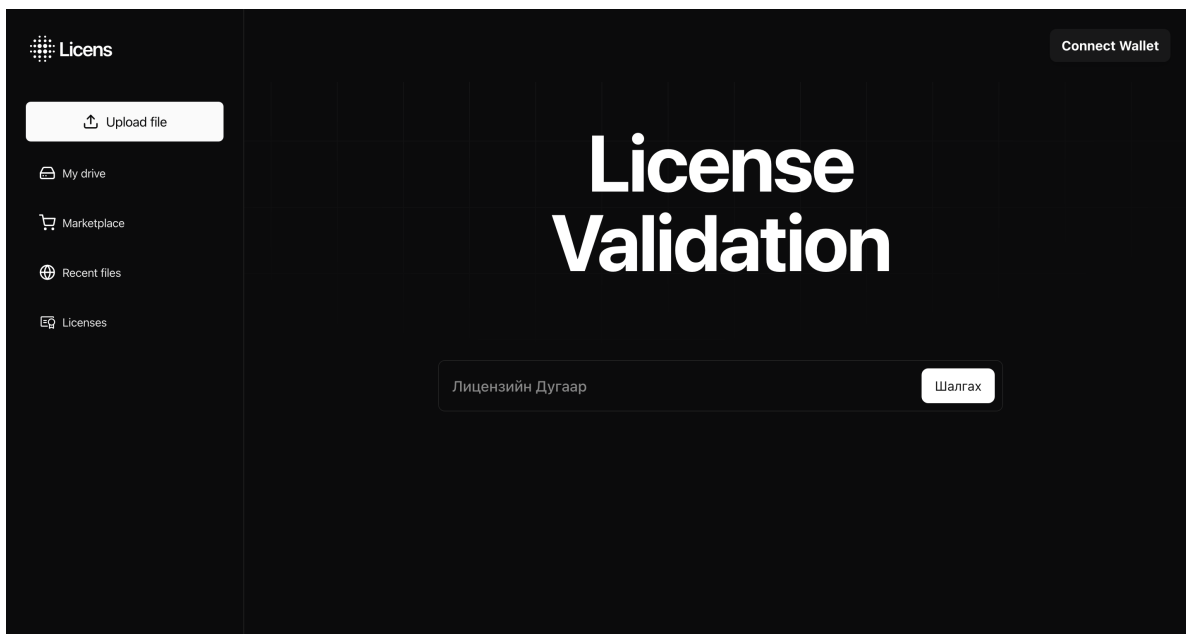 Licens
Connect Wallet
Upload file
My drive
Marketplace
Recent files
Licenses
License
Validation
Лицензийн Дугаар
Шалгах